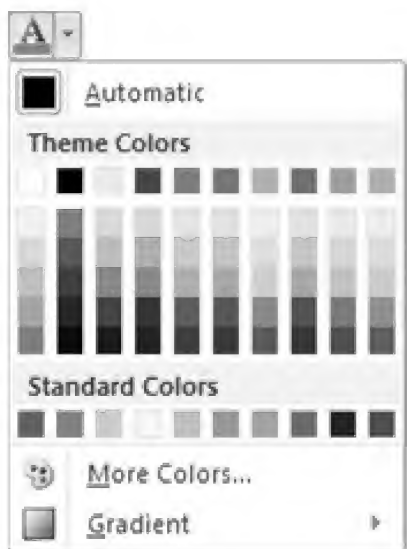 A
Automatic
Theme Colors
Standard Colors
More Colors...
Gradient